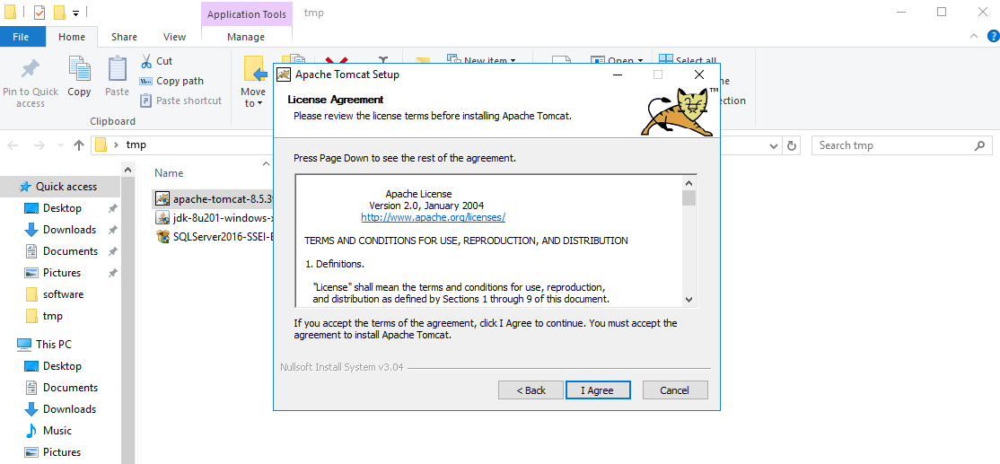 Application Tools
tmp
File
Home
Share
View
Manage
Pin to Quick
access
Copy
Paste
Cut
Copy path
Paste shortcut
Clipboard
Move
to
New item
Open
Select all
tmp
Search tmp
Quick access
Desktop
Downloads
Documents
Pictures
software
tmp
This PC
Desktop
Documents
Downloads
Music
Pictures
Name
apache-tomcat-8.5.39
jdk-8u201-windows-x
SQLServer2016-SSEI-E
Apache Tomcat Setup
License Agreement
Please review the license terms before installing Apache Tomcat.
TM
Press Page Down to see the rest of the agreement.
Apache License
Version 2.0, January 2004
http://www.apache.org/licenses/
TERMS AND CONDITIONS FOR USE, REPRODUCTION, AND DISTRIBUTION
1. Definitions.
"License" shall mean the terms and conditions for use, reproduction,
and distribution as defined by Sections 1 through 9 of this document.
If you accept the terms of the agreement, click I Agree to continue. You must accept the
agreement to install Apache Tomcat.
Nullsoft Install System v3.04
< Back
I Agree
Cancel